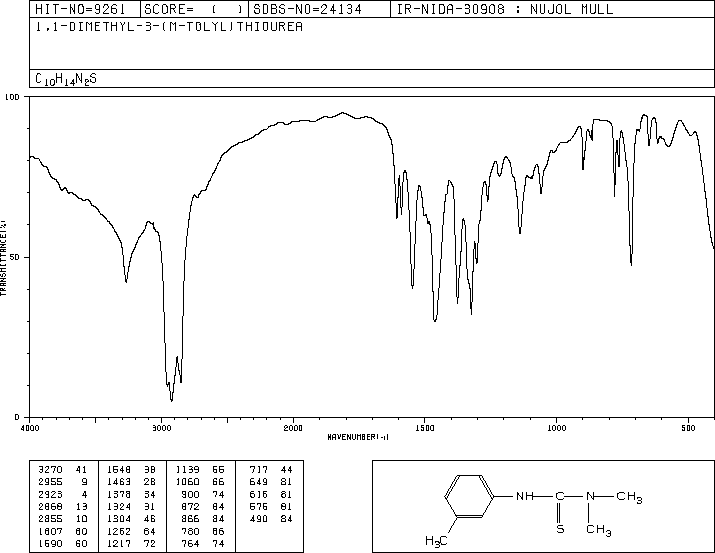 HIT-NO=9261 SCORE= ( ) SDBS-NO=24134 IR-NIDA-30908 : NUJOL MULL
1,1-DIMETHYL-3-(M-TOLYL)THIOUREA
C10H14N2S
100
50
0
TRANSMITTANCE(%)
4000 3000 2000 1500 1000 500
WAVENUMBER(-1)
3270 41 1548 38 1139 55 717 44
2955 9 1463 28 1060 66 649 81
2923 4 1378 34 900 74 616 81
2868 13 1324 31 872 84 576 81
2855 10 1304 46 866 84 490 84
1607 60 1262 64 780 66
1590 60 1217 72 764 74
NH C N CH3
H3C S CH3